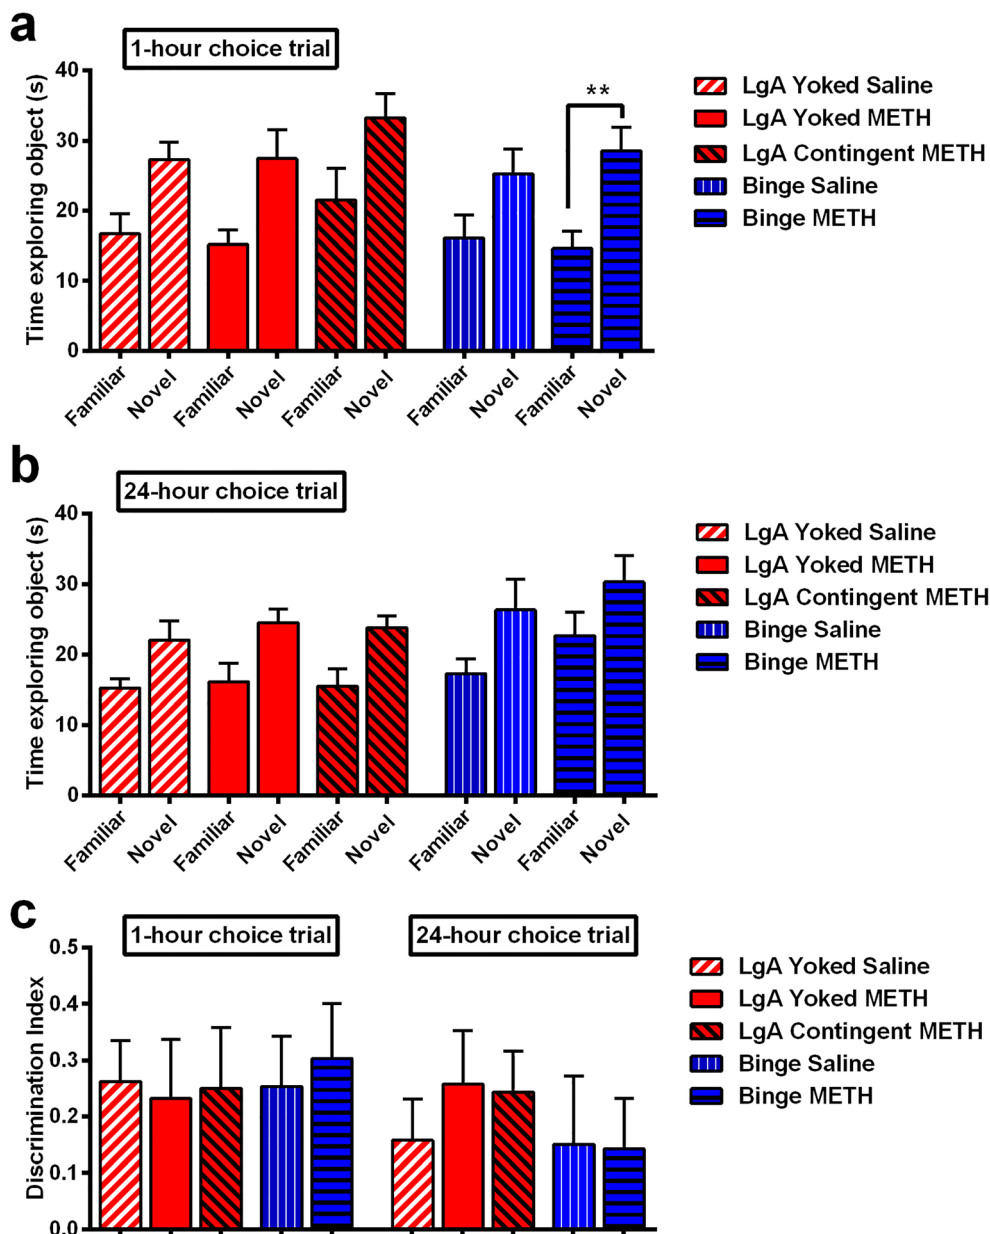 a
1-hour choice trial
Time exploring object (s)
40
30
20
10
0
**
Familiar
Novel
Familiar
Novel
Familiar
Novel
Familiar
Novel
Familiar
Novel
LgA Yoked Saline
LgA Yoked METH
LgA Contingent METH
Binge Saline
Binge METH
b
24-hour choice trial
Time exploring object (s)
40
30
20
10
0
Familiar
Novel
Familiar
Novel
Familiar
Novel
Familiar
Novel
Familiar
Novel
LgA Yoked Saline
LgA Yoked METH
LgA Contingent METH
Binge Saline
Binge METH
c
1-hour choice trial
24-hour choice trial
Discrimination Index
0.5
0.4
0.3
0.2
0.1
0.0
LgA Yoked Saline
LgA Yoked METH
LgA Contingent METH
Binge Saline
Binge METH